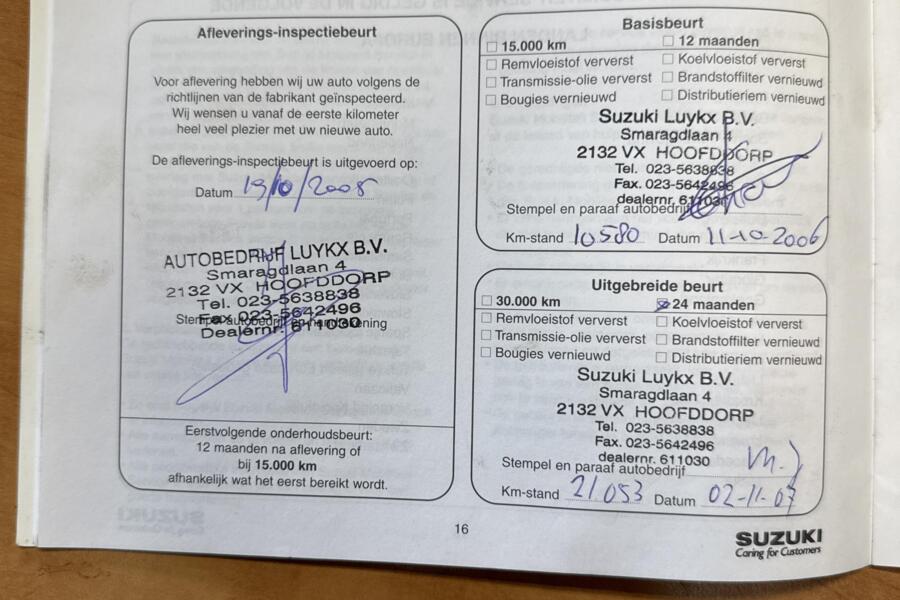 Afleverings-inspectiebeurt
Voor aflevering hebben wij uw auto volgens de
richtlijnen van de fabrikant geïnspecteerd.
Wij wensen u vanaf de eerste kilometer
heel veel plezier met uw nieuwe auto.
De afleverings-inspectiebeurt is uitgevoerd op:
Datum 19/10/2005
AUTOBEDRIJF LUYKX B.V.
Smaragdlaan 4
2132 VX HOOFDDORP
Tel. 023-5638838
Fax. 023-5642496
Stempel autobedrijf en handtekening
Dealernr. 611030
Eerstvolgende onderhoudsbeurt:
12 maanden na aflevering of
bij 15.000 km
afhankelijk wat het eerst bereikt wordt.
Basisbeurt
15.000 km 12 maanden
Remvloeistof ververst Koelvloeistof ververst
Transmissie-olie ververst Brandstoffilter vernieuwd
Bougies vernieuwd Distributieriem vernieuwd
Suzuki Luykx B.V.
Smaragdlaan 4
2132 VX HOOFDDORP
Tel. 023-5638838
Fax. 023-5642496
dealernr. 611030
Stempel en paraaf autobedrijf
Km-stand 10580 Datum 11-10-2006
Uitgebreide beurt
30.000 km 24 maanden
Remvloeistof ververst Koelvloeistof ververst
Transmissie-olie ververst Brandstoffilter vernieuwd
Bougies vernieuwd Distributieriem vernieuwd
Suzuki Luykx B.V.
Smaragdlaan 4
2132 VX HOOFDDORP
Tel. 023-5638838
Fax. 023-5642496
dealernr. 611030
Stempel en paraaf autobedrijf
Km-stand 21053 Datum 02-11-07
16
SUZUKI
Caring for Customers